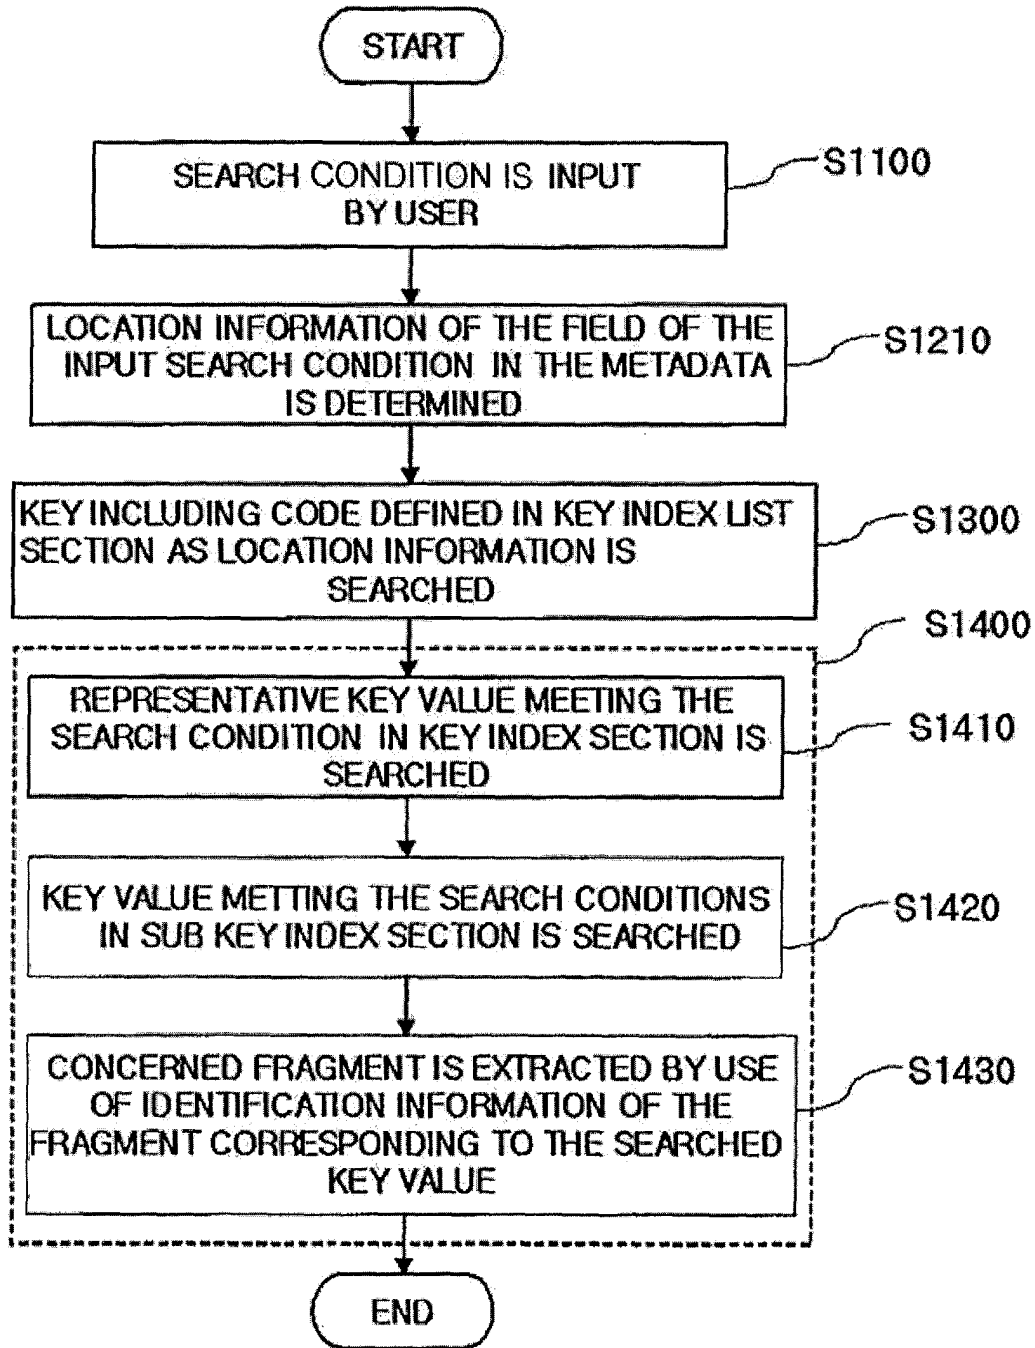 START
SEARCH CONDITION IS INPUT
BY USER
S1100
LOCATION INFORMATION OF THE FIELD OF THE
INPUT SEARCH CONDITION IN THE METADATA
IS DETERMINED
S1210
KEY INCLUDING CODE DEFINED IN KEY INDEX LIST
SECTION AS LOCATION INFORMATION IS
SEARCHED
S1300
S1400
REPRESENTATIVE KEY VALUE MEETING THE
SEARCH CONDITION IN KEY INDEX SECTION IS
SEARCHED
S1410
KEY VALUE METTING THE SEARCH CONDITIONS
IN SUB KEY INDEX SECTION IS SEARCHED
S1420
CONCERNED FRAGMENT IS EXTRACTED BY USE
OF IDENTIFICATION INFORMATION OF THE
FRAGMENT CORRESPONDING TO THE SEARCHED
KEY VALUE
S1430
END